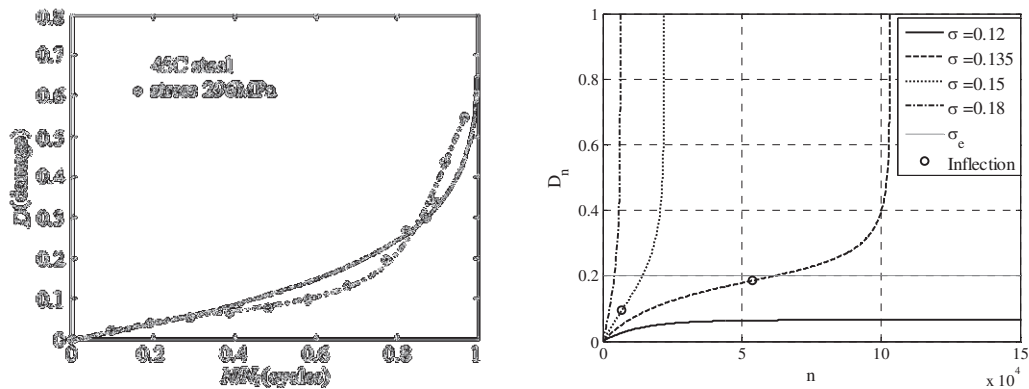 0.8
0.7
0.6
0.5
0.4
0.3
0.2
0.1
0
D(damage)
45C steel
stress 296MPa
0 0.2 0.4 0.6 0.8 1
N/Nf(cycles)
1
0.8
0.6
0.4
0.2
0
D_n
σ =0.12
σ =0.135
σ =0.15
σ =0.18
σ_e
Inflection
0 5 10 15
n
x 10^4